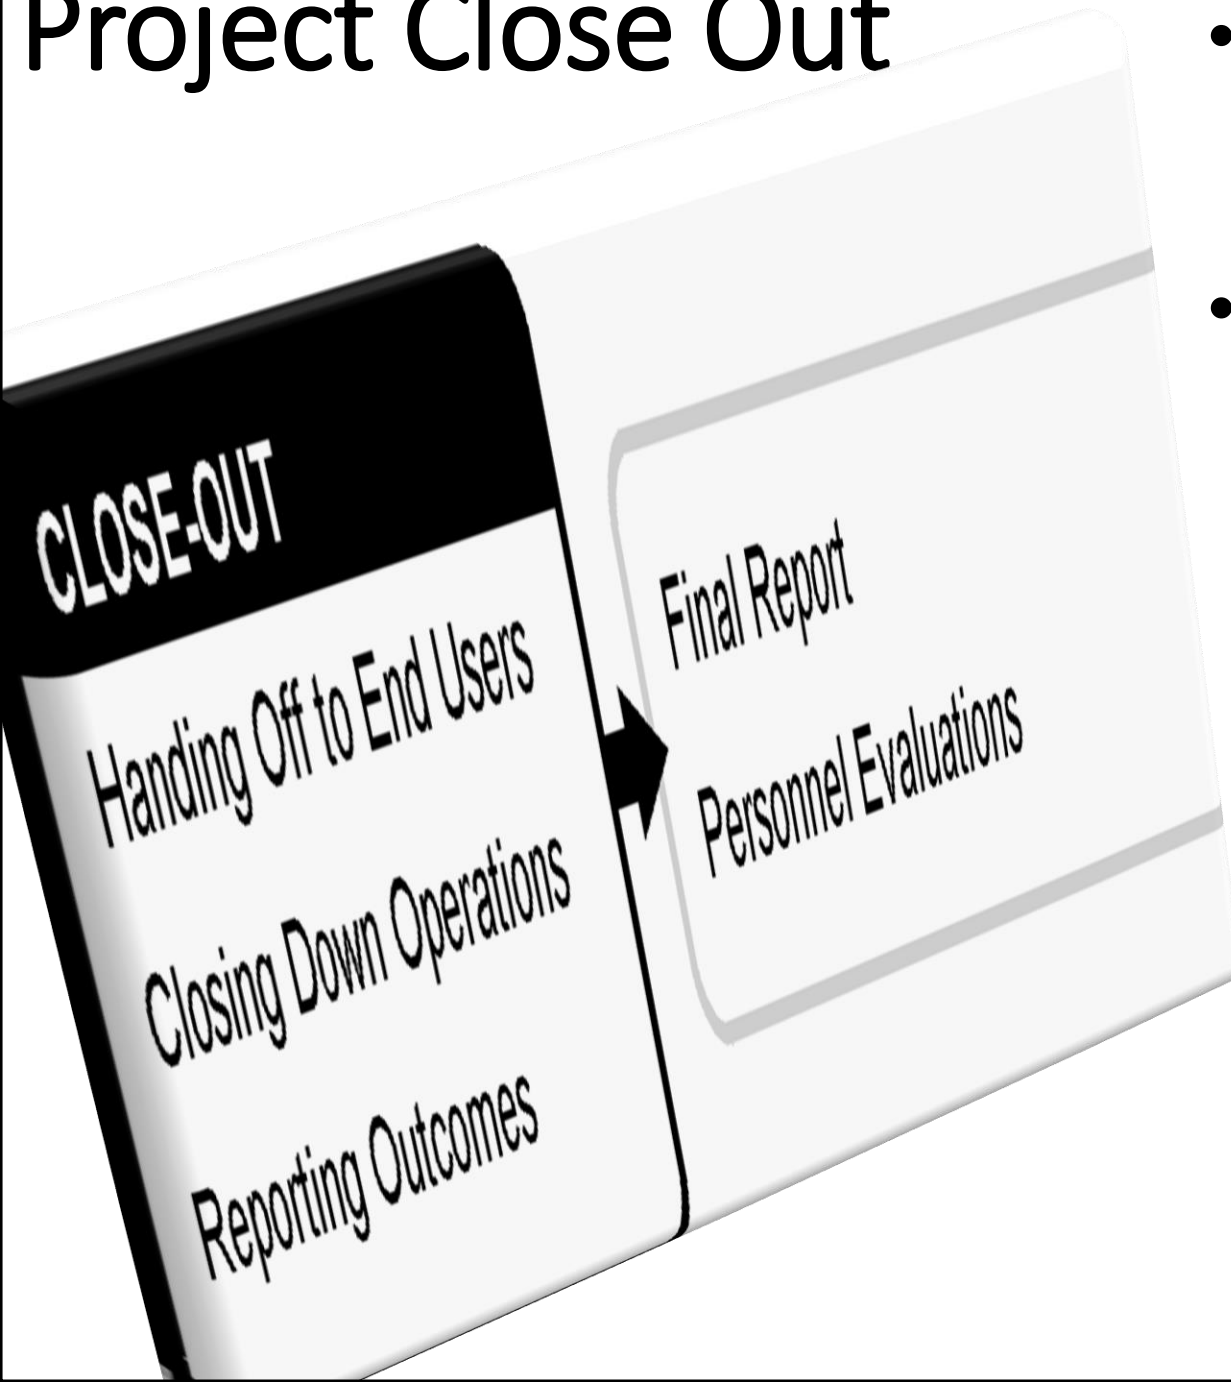 Project Close Out
CLOSE-OUT
Handing Off to End Users
Closing Down Operations
Reporting Outcomes
Final Report
Personnel Evaluations